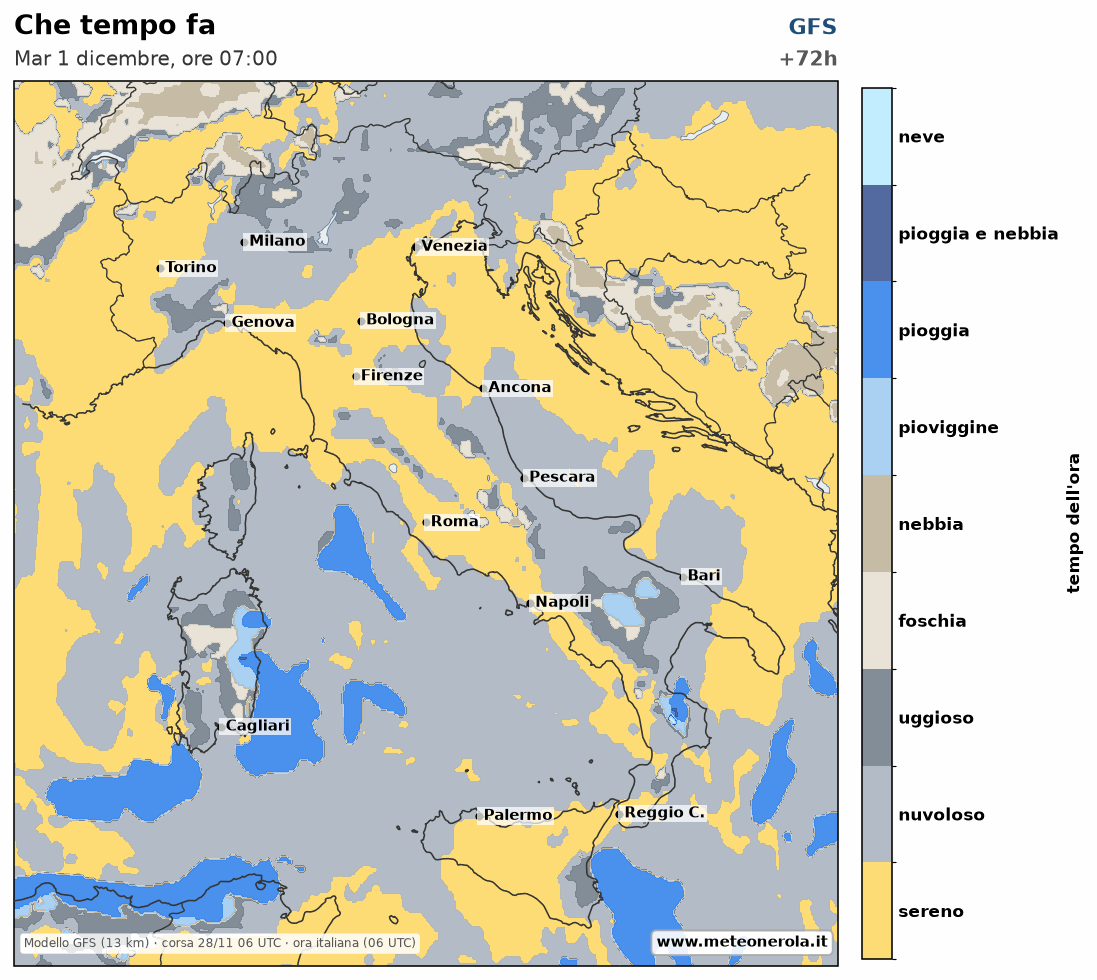 Che tempo fa
GFS
Mar 1 dicembre, ore 07:00
+72h
neve
pioggia e nebbia
pioggia
pioviggine
nebbia
foschia
uggioso
nuvoloso
sereno
tempo dell'ora
Milano
Venezia
Torino
Genova
Bologna
Firenze
Ancona
Pescara
Roma
Bari
Napoli
Cagliari
Palermo
Reggio C.
Modello GFS (13 km) · corsa 28/11 06 UTC · ora italiana (06 UTC)
www.meteonerola.it